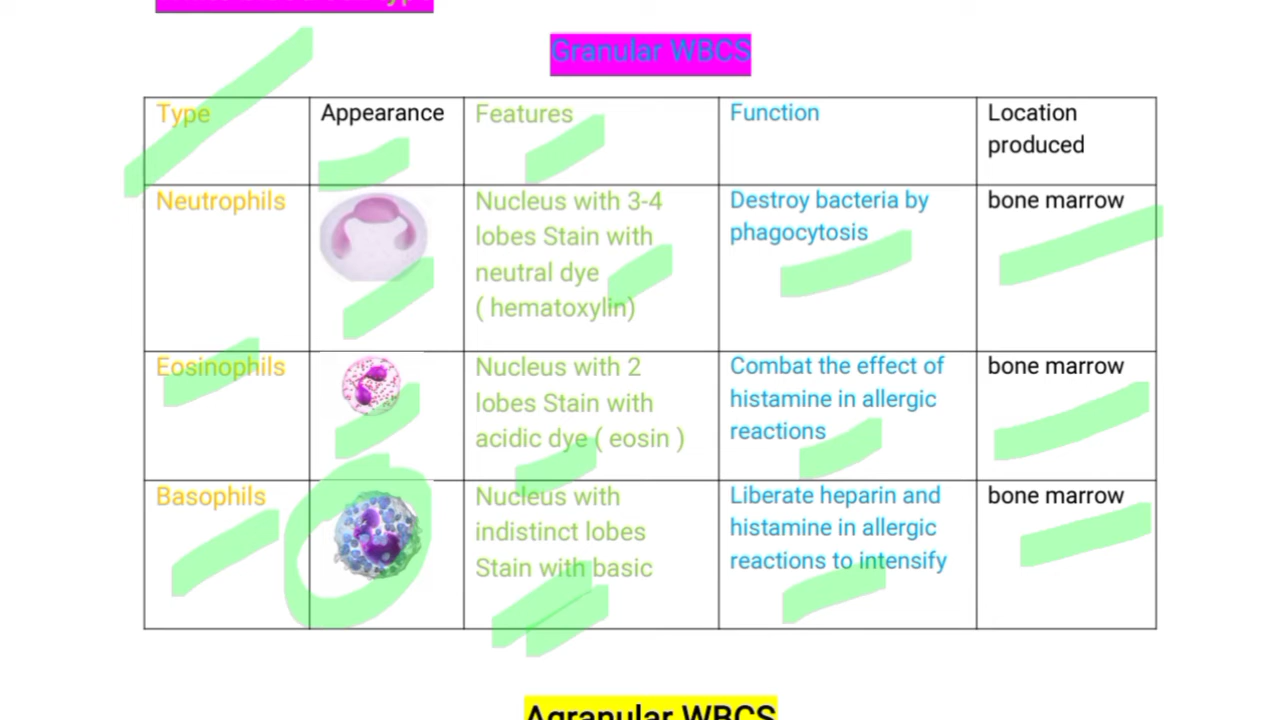 Granular WBCS
Type Appearance Features Function Location
produced
Neutrophils Nucleus with 3-4 Destroy bacteria by bone marrow
lobes Stain with phagocytosis
neutral dye
( hematoxylin)
Eosinophils Nucleus with 2 Combat the effect of bone marrow
lobes Stain with histamine in allergic
acidic dye ( eosin ) reactions
Basophils Nucleus with Liberate heparin and bone marrow
indistinct lobes histamine in allergic
Stain with basic reactions to intensify
Agranular WBCS